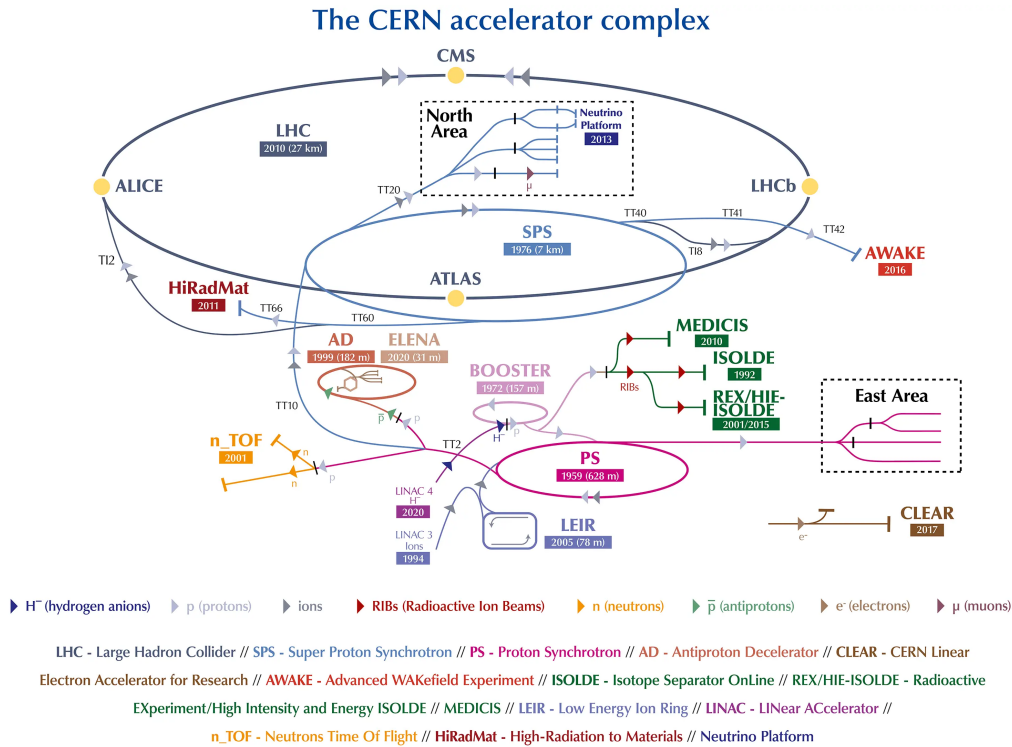 The CERN accelerator complex
CMS
North
Area
Neutrino
Platform
2013
LHC
2010 (27 km)
μ
ALICE
LHCb
TT20
TT40
TT41
TT42
SPS
1976 (7 km)
TI8
AWAKE
2016
TI2
ATLAS
HiRadMat
2011
TT66
TT60
AD
1999 (182 m)
ELENA
2020 (31 m)
MEDICIS
2010
BOOSTER
1972 (157 m)
ISOLDE
1992
RIBs
REX/HIE-
ISOLDE
2001/2015
East Area
TT10
p̅
p
H⁻
p
TT2
n_TOF
2001
n
n
p
PS
1959 (628 m)
LINAC 4
H⁻
2020
LINAC 3
Ions
1994
LEIR
2005 (78 m)
CLEAR
2017
e⁻
H⁻ (hydrogen anions)
p (protons)
ions
RIBs (Radioactive Ion Beams)
n (neutrons)
p̅ (antiprotons)
e⁻ (electrons)
μ (muons)
LHC - Large Hadron Collider // SPS - Super Proton Synchrotron // PS - Proton Synchrotron // AD - Antiproton Decelerator // CLEAR - CERN Linear
Electron Accelerator for Research // AWAKE - Advanced WAKefield Experiment // ISOLDE - Isotope Separator OnLine // REX/HIE-ISOLDE - Radioactive
EXperiment/High Intensity and Energy ISOLDE // MEDICIS // LEIR - Low Energy Ion Ring // LINAC - LINear ACcelerator //
n_TOF - Neutrons Time Of Flight // HiRadMat - High-Radiation to Materials // Neutrino Platform